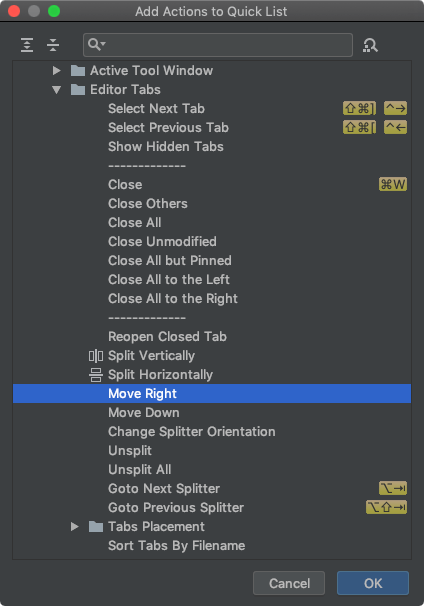 Add Actions to Quick List
Active Tool Window
Editor Tabs
Select Next Tab ⇧⌘] ^→
Select Previous Tab ⇧⌘[ ^←
Show Hidden Tabs
-------------
Close ⌘W
Close Others
Close All
Close Unmodified
Close All but Pinned
Close All to the Left
Close All to the Right
-------------
Reopen Closed Tab
Split Vertically
Split Horizontally
Move Right
Move Down
Change Splitter Orientation
Unsplit
Unsplit All
Goto Next Splitter ⌥⇥
Goto Previous Splitter ⌥⇧⇥
Tabs Placement
Sort Tabs By Filename
Cancel OK